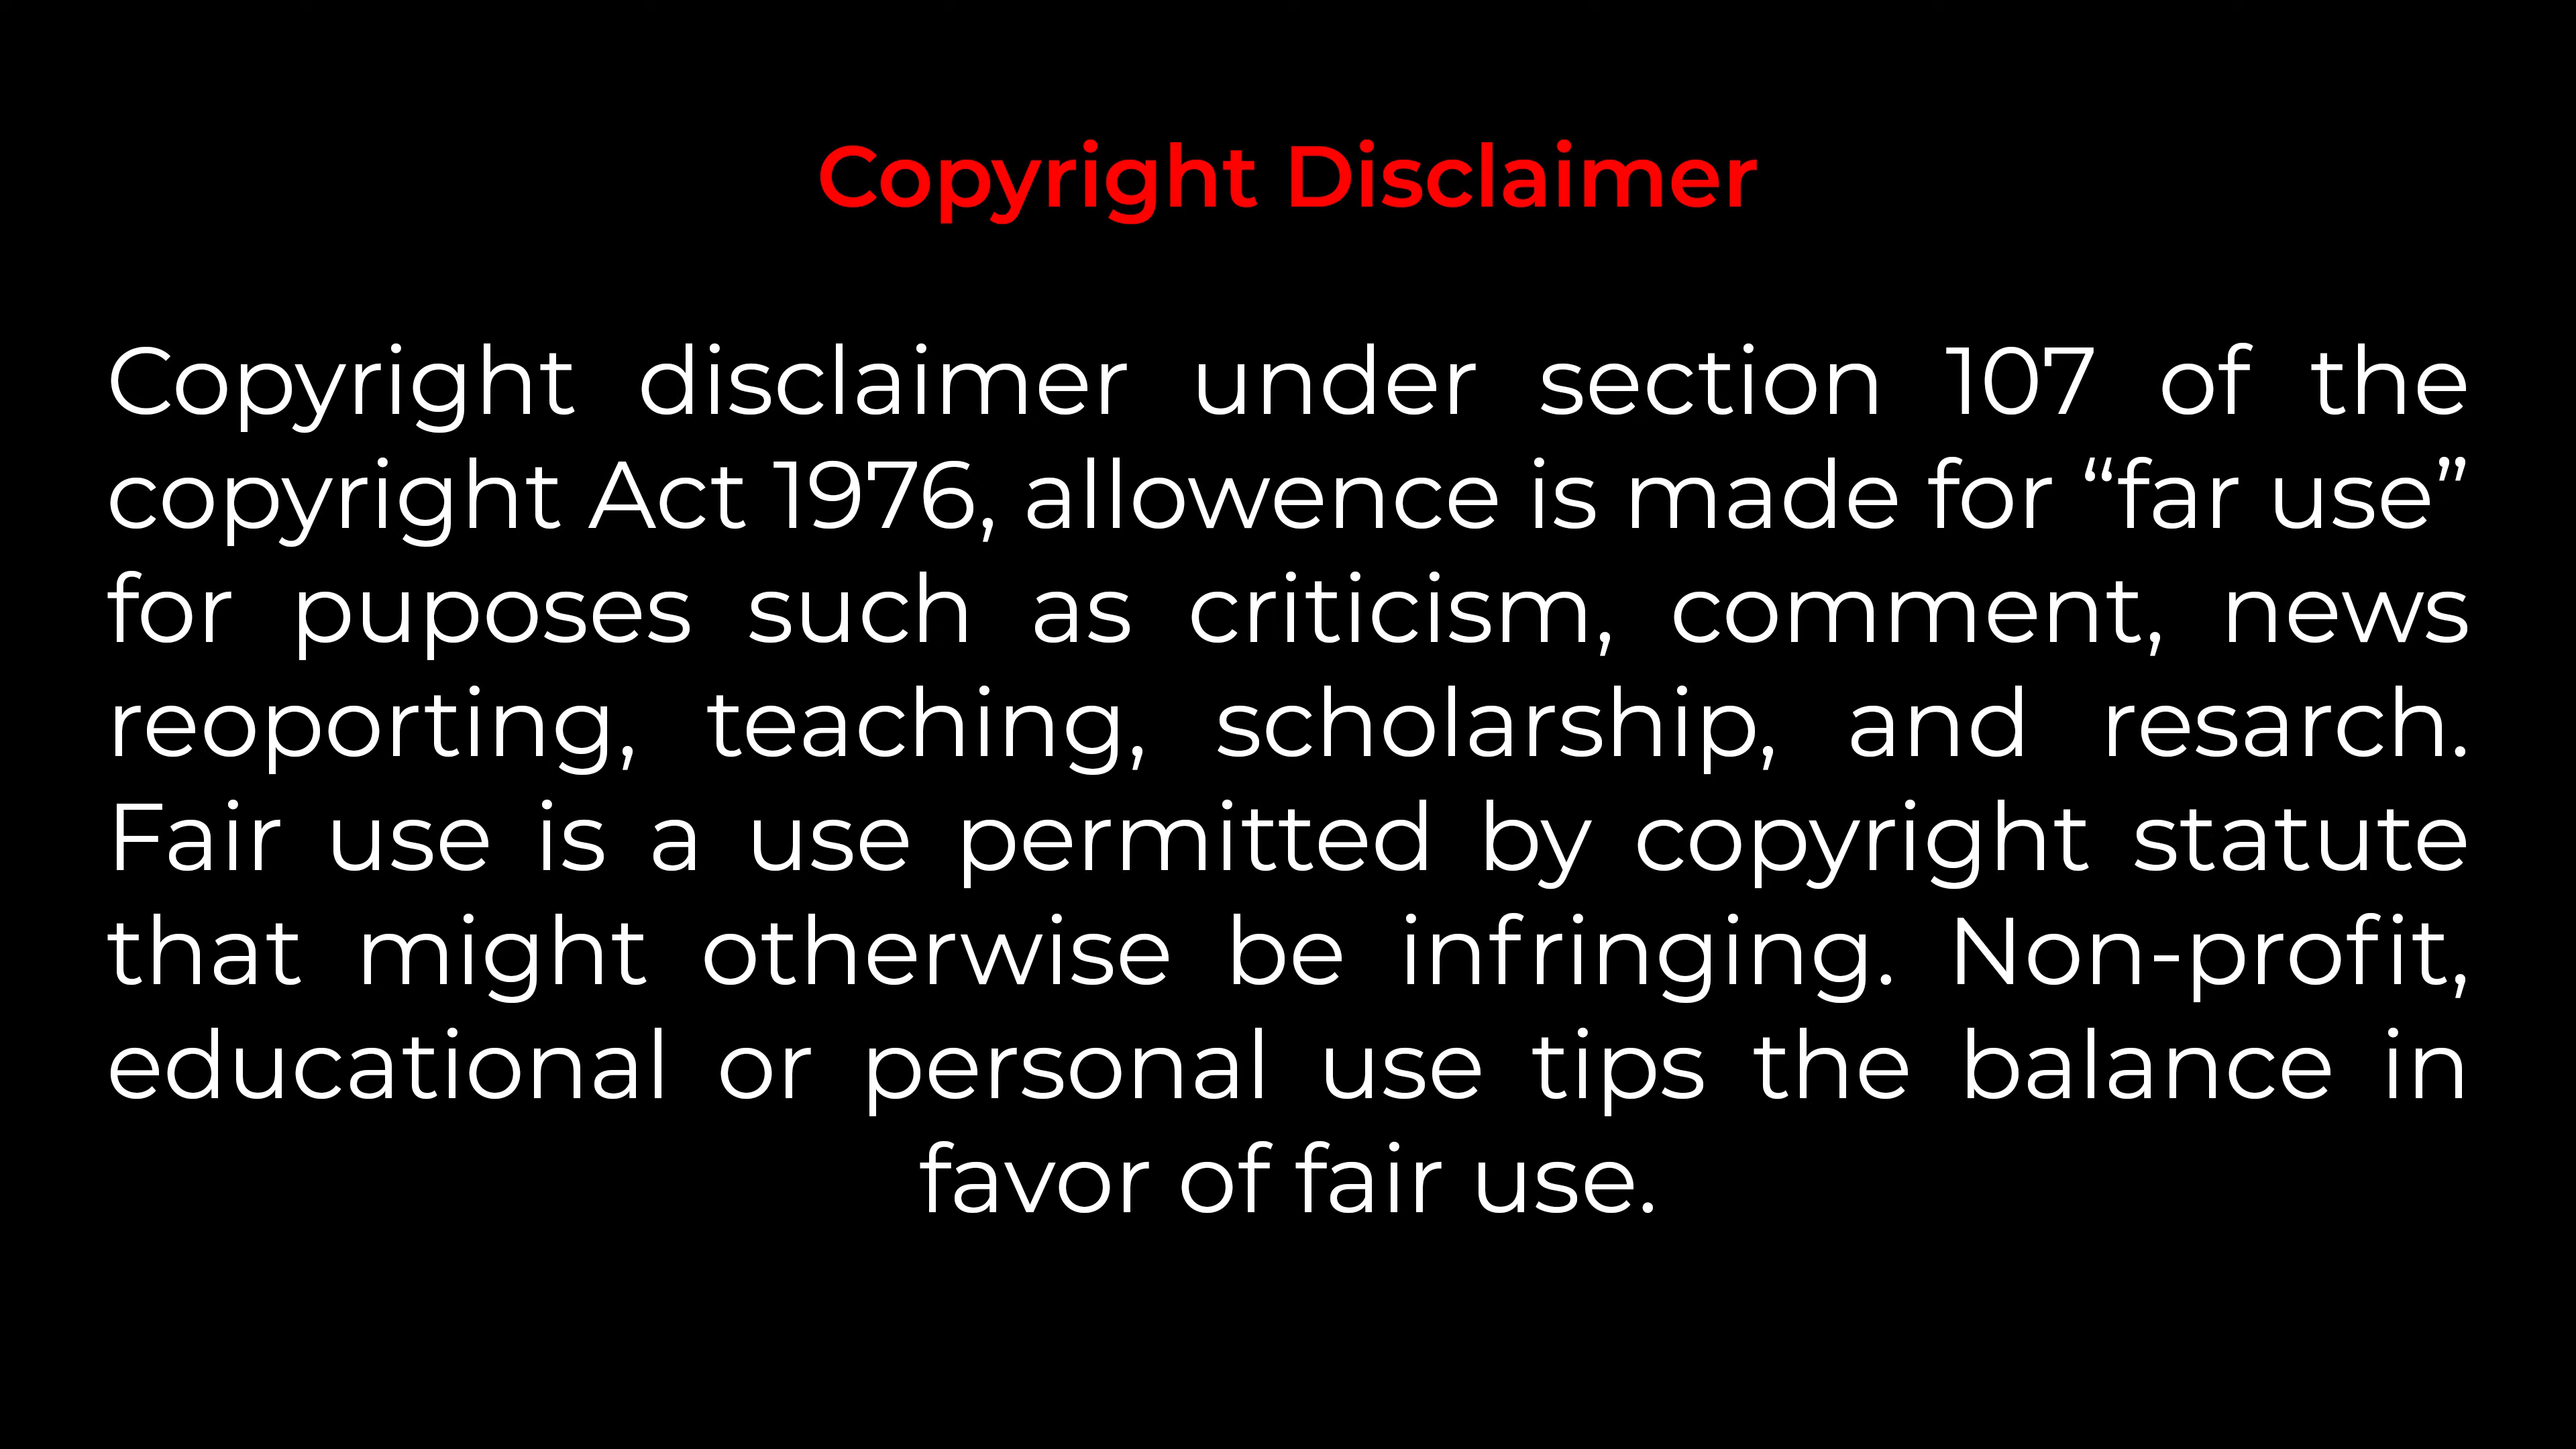 Copyright Disclaimer
Copyright disclaimer under section 107 of the
copyright Act 1976, allowence is made for “far use”
for puposes such as criticism, comment, news
reoporting, teaching, scholarship, and resarch.
Fair use is a use permitted by copyright statute
that might otherwise be infringing. Non-profit,
educational or personal use tips the balance in
favor of fair use.